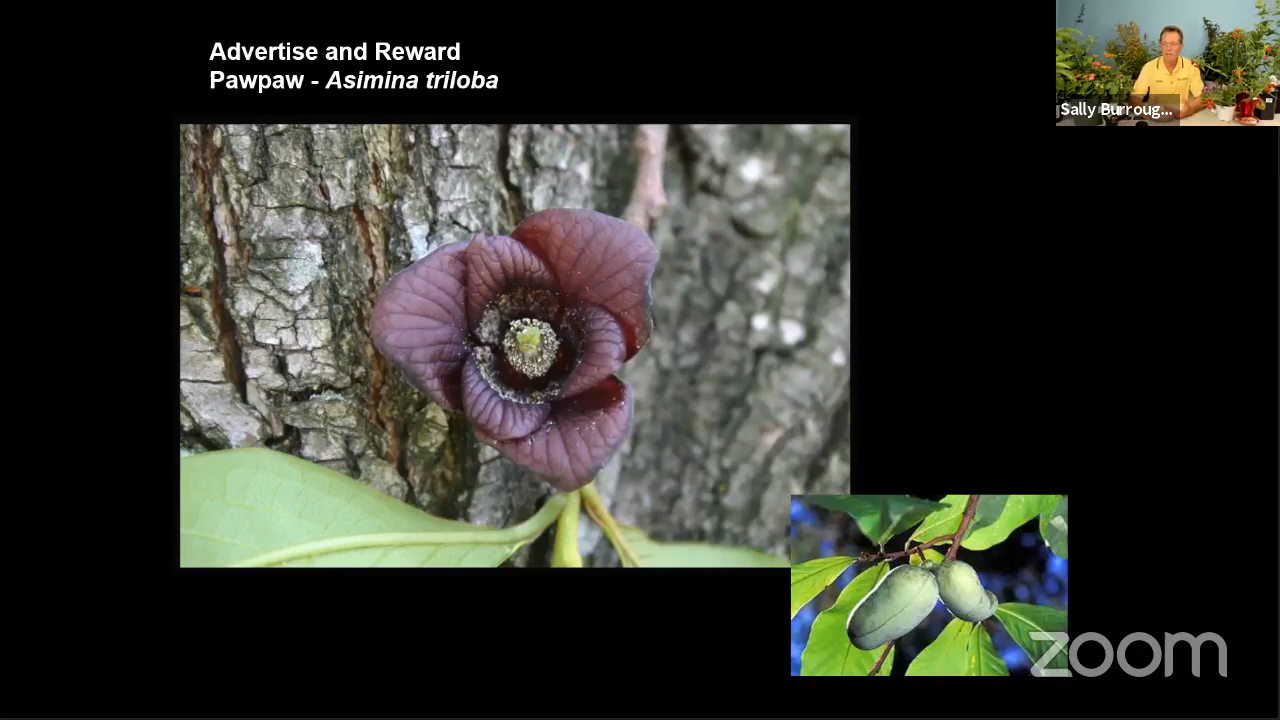 Advertise and Reward
Pawpaw - Asimina triloba
Sally Burroug...
zoom